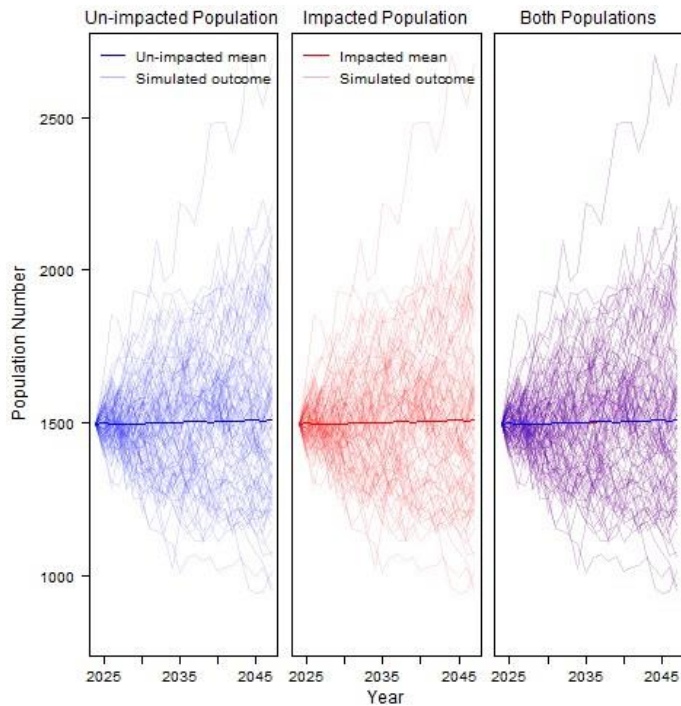 Un-impacted Population
Impacted Population
Both Populations
Un-impacted mean
Simulated outcome
Impacted mean
Simulated outcome
2500
2000
1500
1000
Population Number
2025 2035 2045
2025 2035 2045
2025 2035 2045
Year